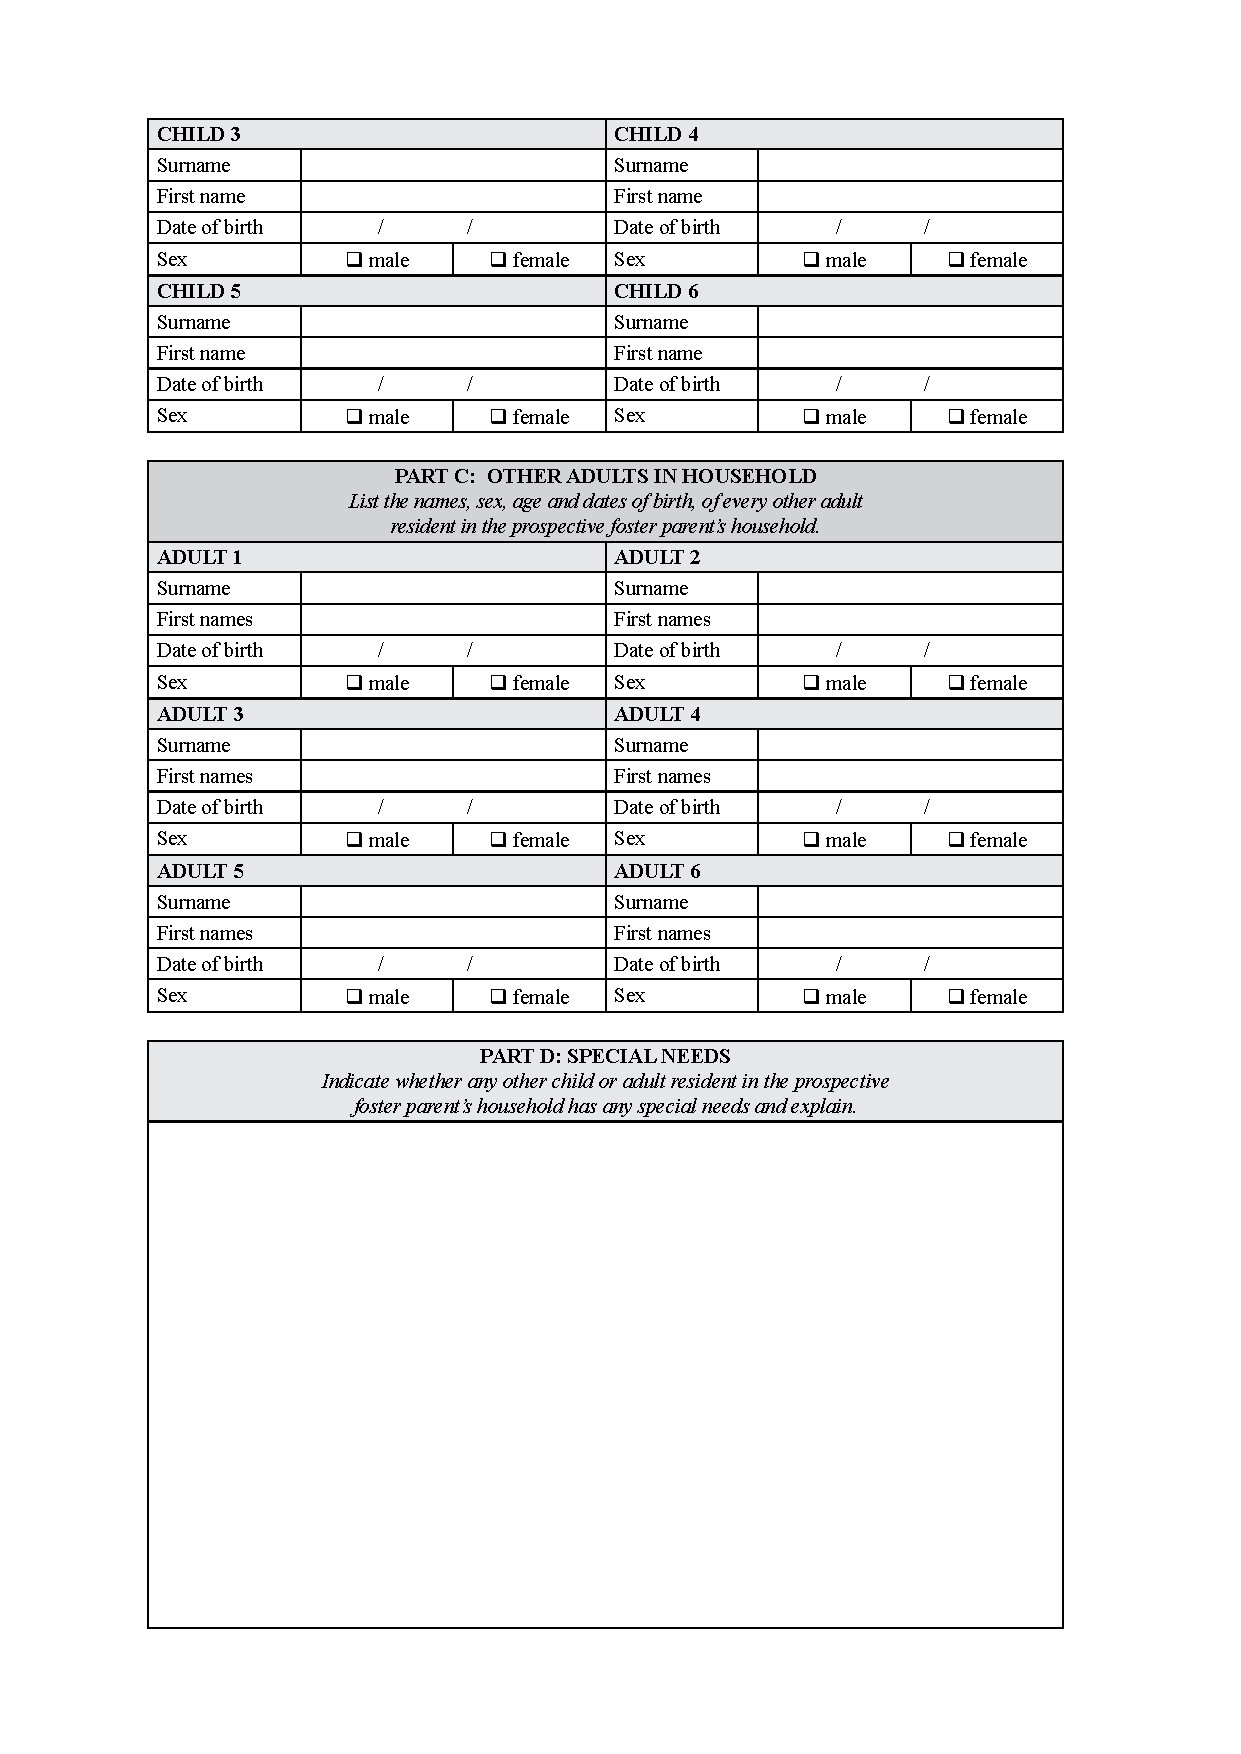 CHILD 3 CHILD 4
Surname Surname
First name First name
Date of birth / / Date of birth / /
Sex ❑ male ❑ female Sex ❑ male ❑ female
CHILD 5 CHILD 6
Surname Surname
First name First name
Date of birth / / Date of birth / /
Sex ❑ male ❑ female Sex ❑ male ❑ female
PART C: OTHER ADULTS IN HOUSEHOLD
List the names, sex, age and dates of birth, of every other adult
resident in the prospective foster parent's household.
ADULT 1 ADULT 2
Surname Surname
First names First names
Date of birth / / Date of birth / /
Sex ❑ male ❑ female Sex ❑ male ❑ female
ADULT 3 ADULT 4
Surname Surname
First names First names
Date of birth / / Date of birth / /
Sex ❑ male ❑ female Sex ❑ male ❑ female
ADULT 5 ADULT 6
Surname Surname
First names First names
Date of birth / / Date of birth / /
Sex ❑ male ❑ female Sex ❑ male ❑ female
PART D: SPECIAL NEEDS
Indicate whether any other child or adult resident in the prospective
foster parent's household has any special needs and explain.